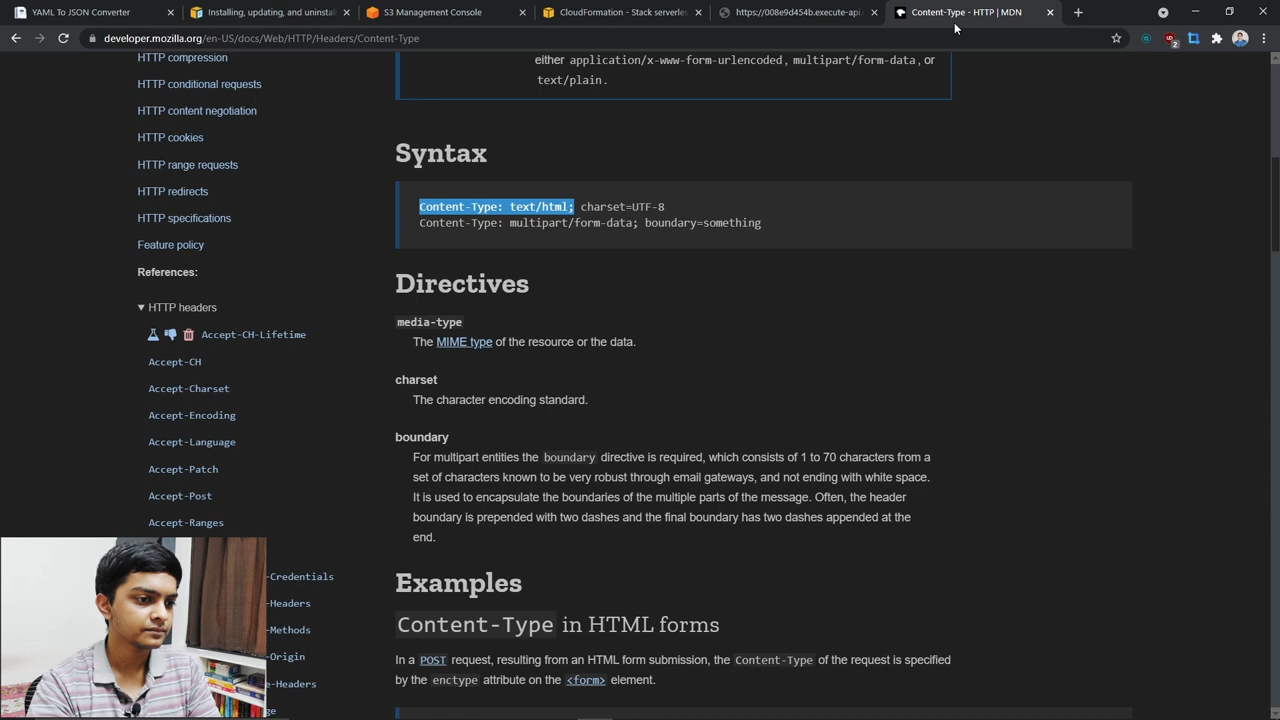 YAML To JSON Converter
Installing, updating, and uninstal
S3 Management Console
CloudFormation - Stack serverles
https://008e9d454b.execute-api.
Content-Type - HTTP | MDN
developer.mozilla.org/en-US/docs/Web/HTTP/Headers/Content-Type
2
HTTP compression
HTTP conditional requests
HTTP content negotiation
HTTP cookies
HTTP range requests
HTTP redirects
HTTP specifications
Feature policy
References:
HTTP headers
Accept-CH-Lifetime
Accept-CH
Accept-Charset
Accept-Encoding
Accept-Language
Accept-Patch
Accept-Post
Accept-Ranges
-Credentials
-Headers
-Methods
-Origin
e-Headers
ge
either application/x-www-form-urlencoded, multipart/form-data, or
text/plain.
Syntax
Content-Type: text/html; charset=UTF-8
Content-Type: multipart/form-data; boundary=something
Directives
media-type
The MIME type of the resource or the data.
charset
The character encoding standard.
boundary
For multipart entities the boundary directive is required, which consists of 1 to 70 characters from a
set of characters known to be very robust through email gateways, and not ending with white space.
It is used to encapsulate the boundaries of the multiple parts of the message. Often, the header
boundary is prepended with two dashes and the final boundary has two dashes appended at the
end.
Examples
Content-Type in HTML forms
In a POST request, resulting from an HTML form submission, the Content-Type of the request is specified
by the enctype attribute on the <form> element.